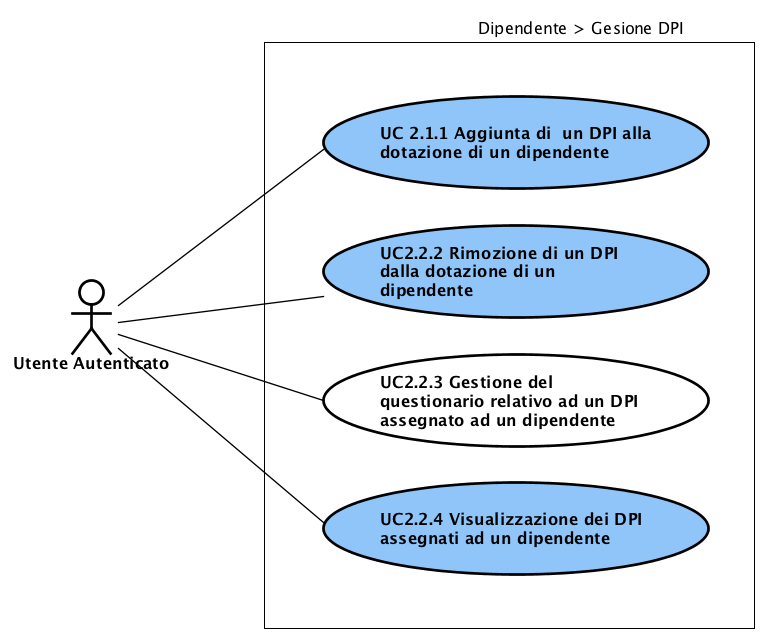 Dipendente > Gesione DPI
UC 2.1.1 Aggiunta di  un DPI alla
dotazione di un dipendente
UC2.2.2 Rimozione di un DPI
dalla dotazione di un
dipendente
Utente Autenticato
UC2.2.3 Gestione del
questionario relativo ad un DPI
assegnato ad un dipendente
UC2.2.4 Visualizzazione dei DPI
assegnati ad un dipendente